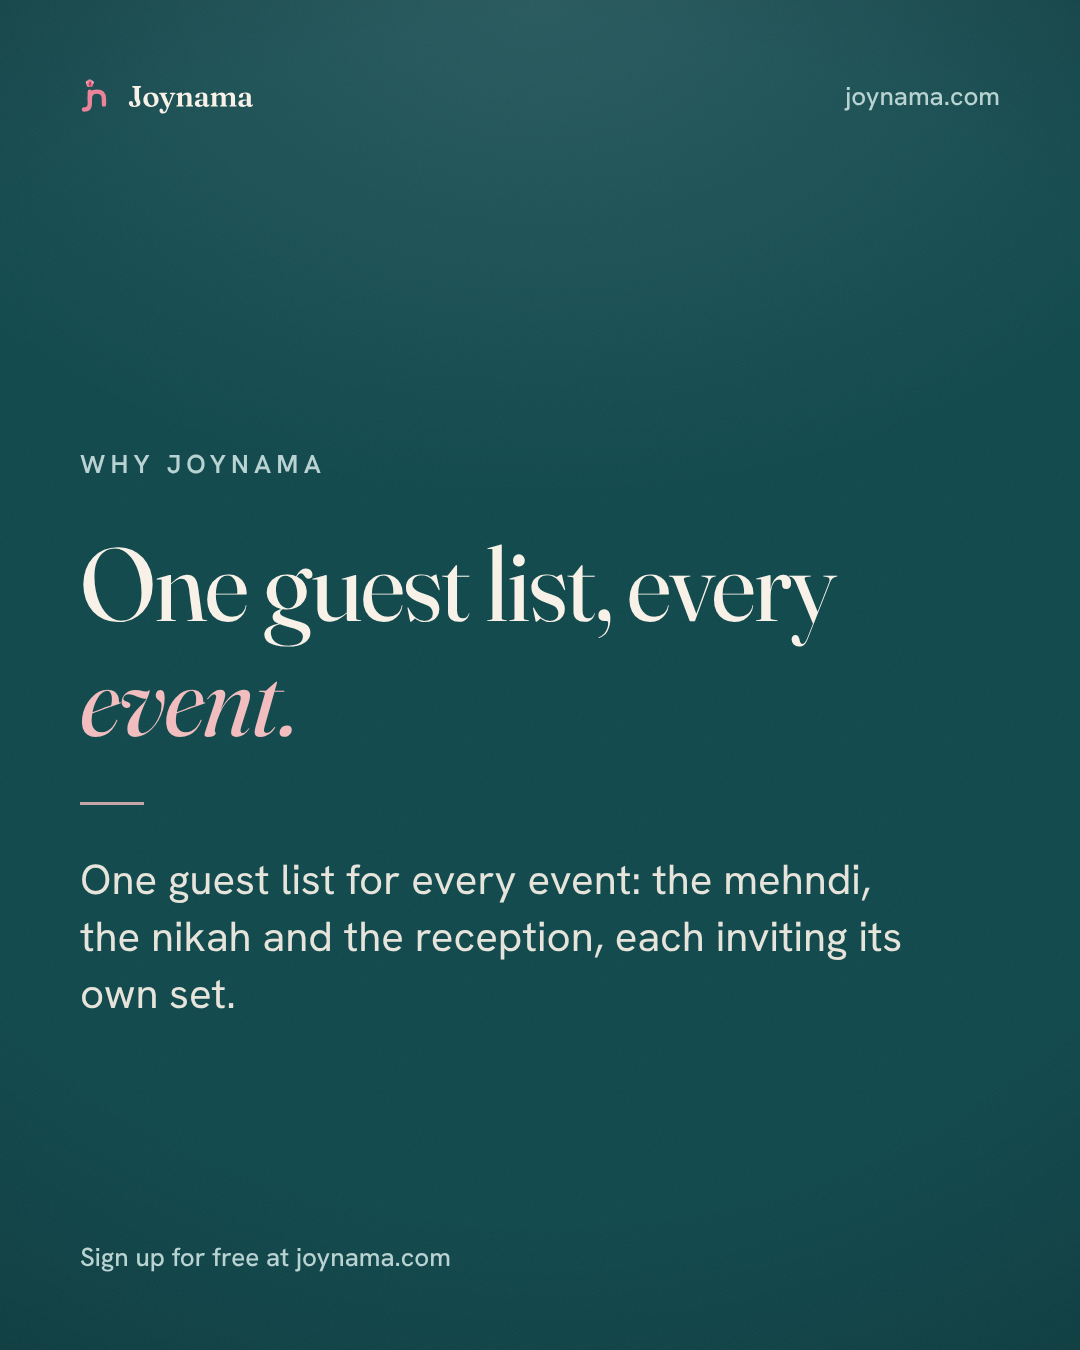 Joynama
joynama.com
WHY JOYNAMA
One guest list, every
event.
One guest list for every event: the mehndi,
the nikah and the reception, each inviting its
own set.
Sign up for free at joynama.com